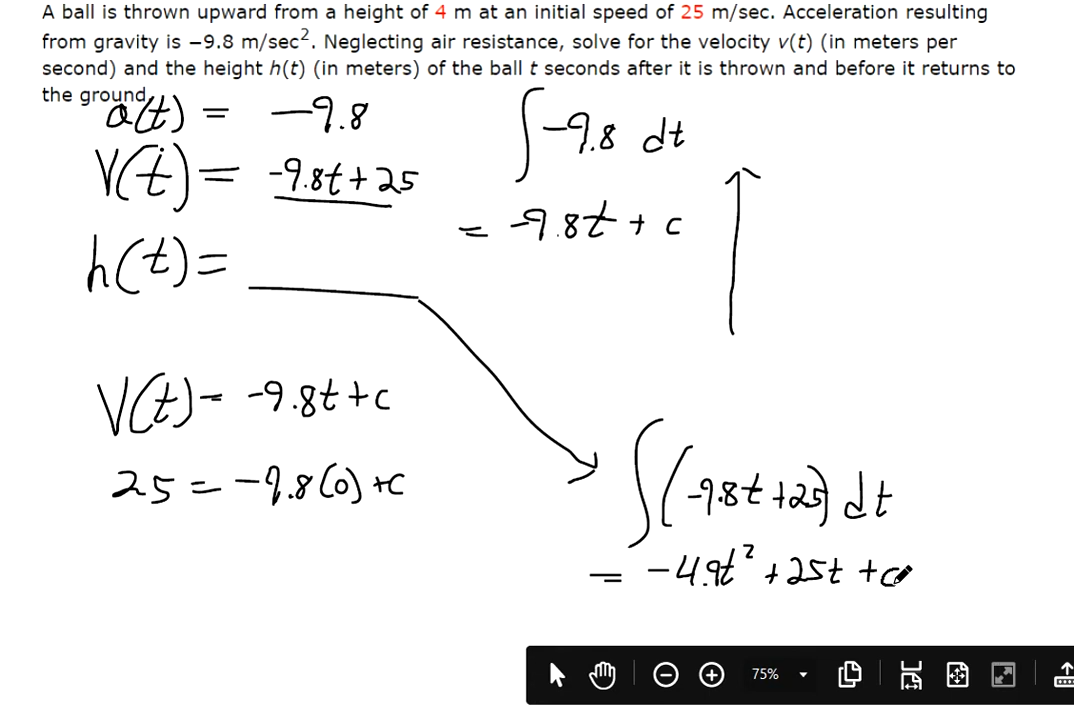 A ball is thrown upward from a height of 4 m at an initial speed of 25 m/sec. Acceleration resulting
from gravity is −9.8 m/sec². Neglecting air resistance, solve for the velocity v(t) (in meters per
second) and the height h(t) (in meters) of the ball t seconds after it is thrown and before it returns to
the ground.
a(t) = -9.8
∫-9.8 dt
V(t) = -9.8t+25
= -9.8t + c
h(t)=
V(t)= -9.8t+c
25 = -9.8(0)+c
∫(-9.8t+25)dt
= -4.9t² +25t +c
75%